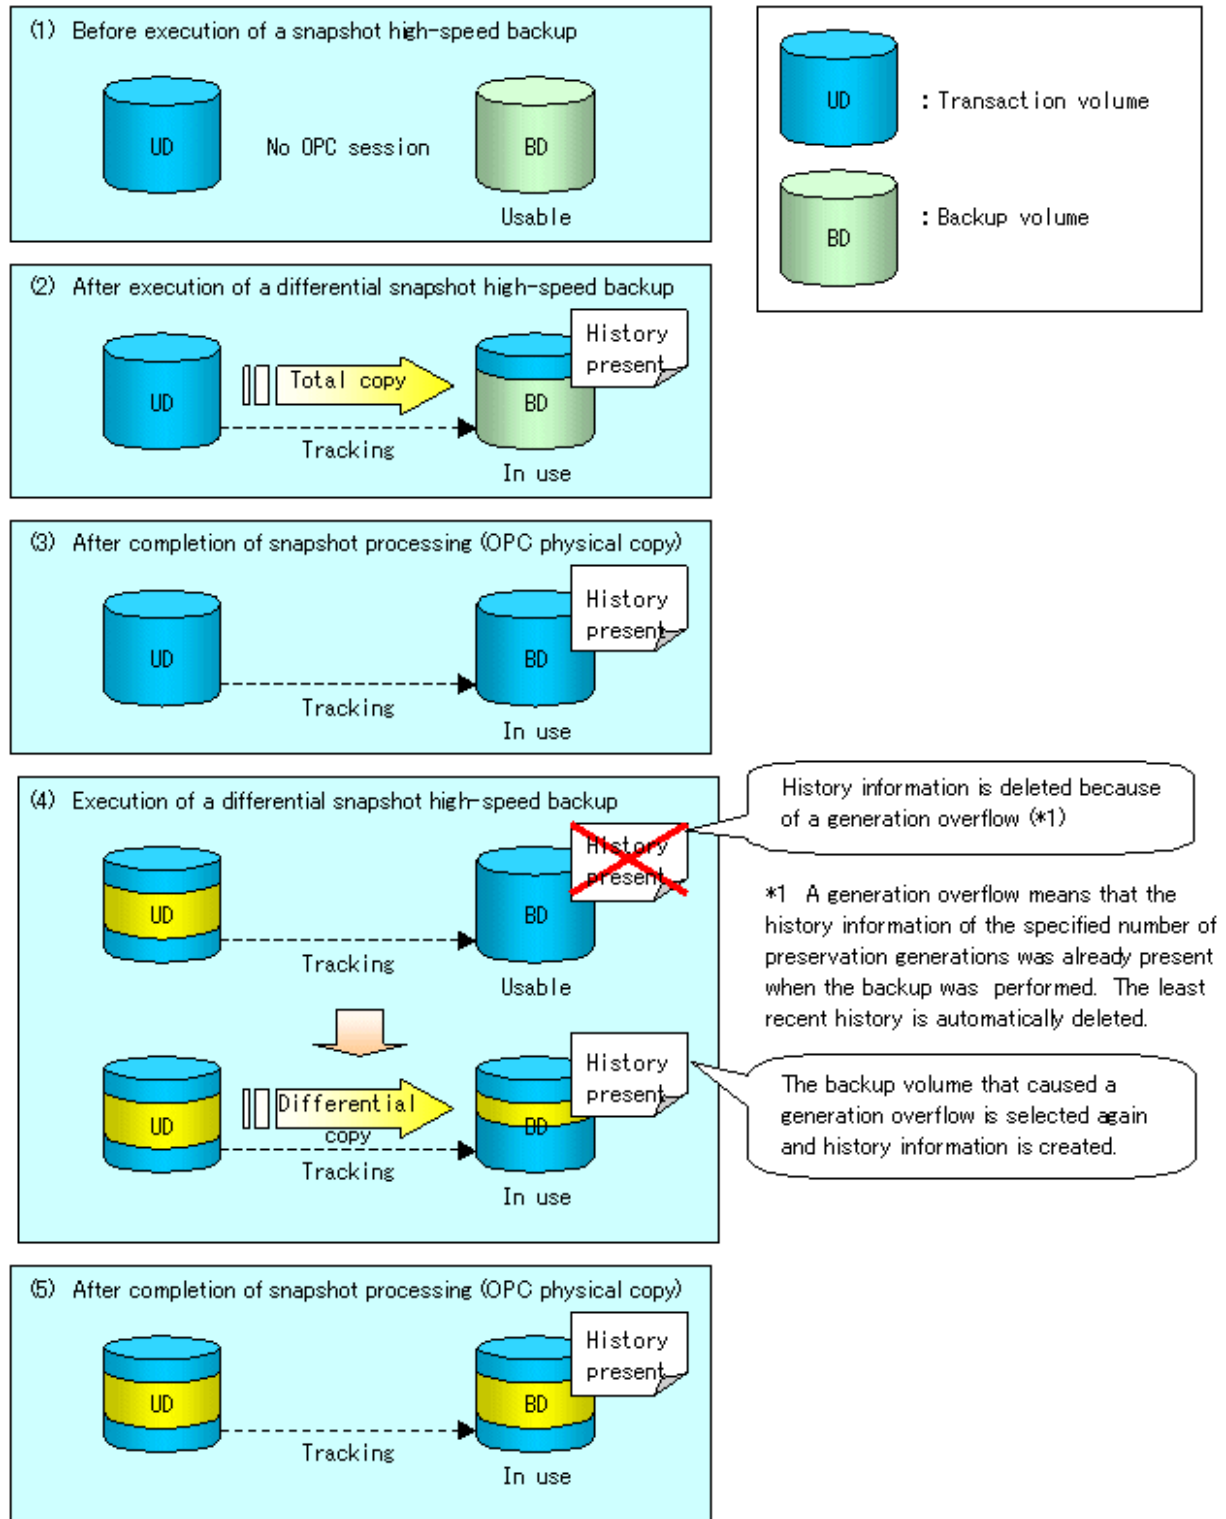 (1) Before execution of a snapshot high-speed backup
UD
No OPC session
BD
Usable
UD
: Transaction volume
BD
: Backup volume
(2) After execution of a differential snapshot high-speed backup
UD
Total copy
BD
History
present
Tracking
In use
(3) After completion of snapshot processing (OPC physical copy)
UD
BD
History
present
Tracking
In use
(4) Execution of a differential snapshot high-speed backup
UD
BD
History
present
Tracking
Usable
History information is deleted because
of a generation overflow (*1)
*1 A generation overflow means that the
history information of the specified number of
preservation generations was already present
when the backup was performed. The least
recent history is automatically deleted.
UD
Differential
copy
BD
History
present
Tracking
In use
The backup volume that caused a
generation overflow is selected again
and history information is created.
(5) After completion of snapshot processing (OPC physical copy)
UD
BD
History
present
Tracking
In use